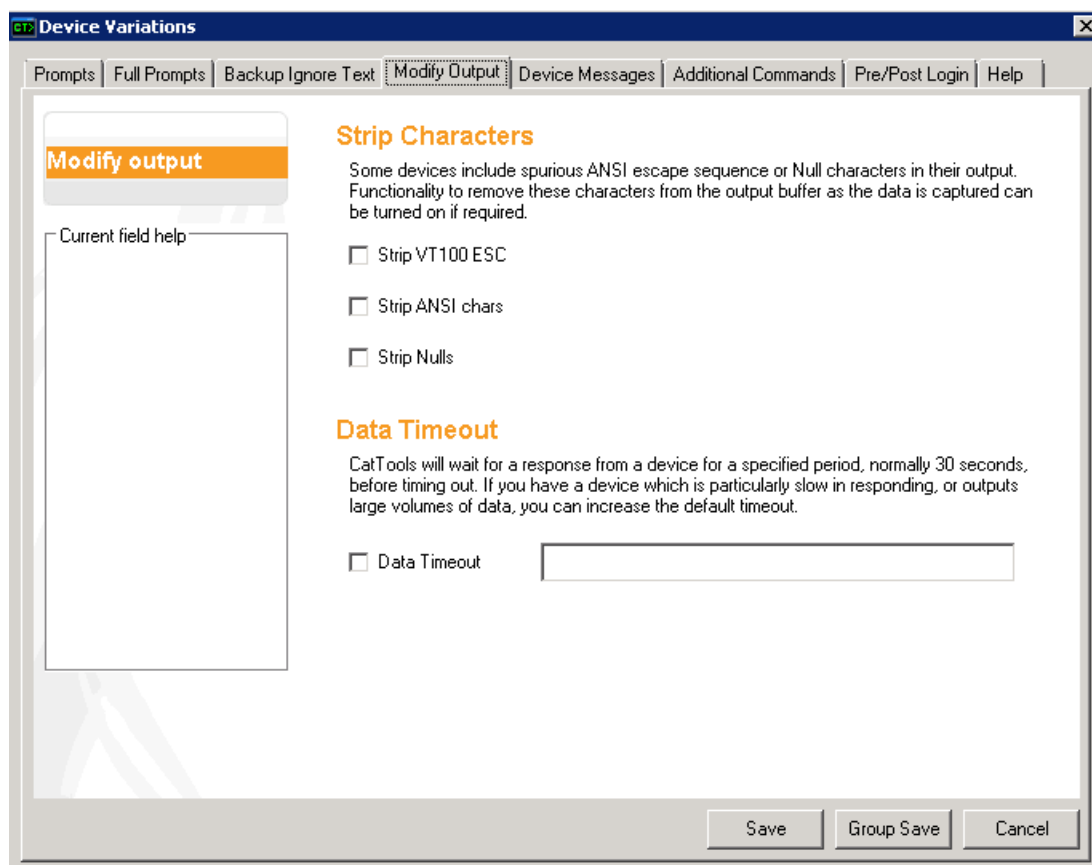 CT> Device Variations
Prompts Full Prompts Backup Ignore Text Modify Output Device Messages Additional Commands Pre/Post Login Help
Modify output
Current field help
Strip Characters
Some devices include spurious ANSI escape sequence or Null characters in their output.
Functionality to remove these characters from the output buffer as the data is captured can
be turned on if required.
Strip VT100 ESC
Strip ANSI chars
Strip Nulls
Data Timeout
CatTools will wait for a response from a device for a specified period, normally 30 seconds,
before timing out. If you have a device which is particularly slow in responding, or outputs
large volumes of data, you can increase the default timeout.
Data Timeout
Save Group Save Cancel